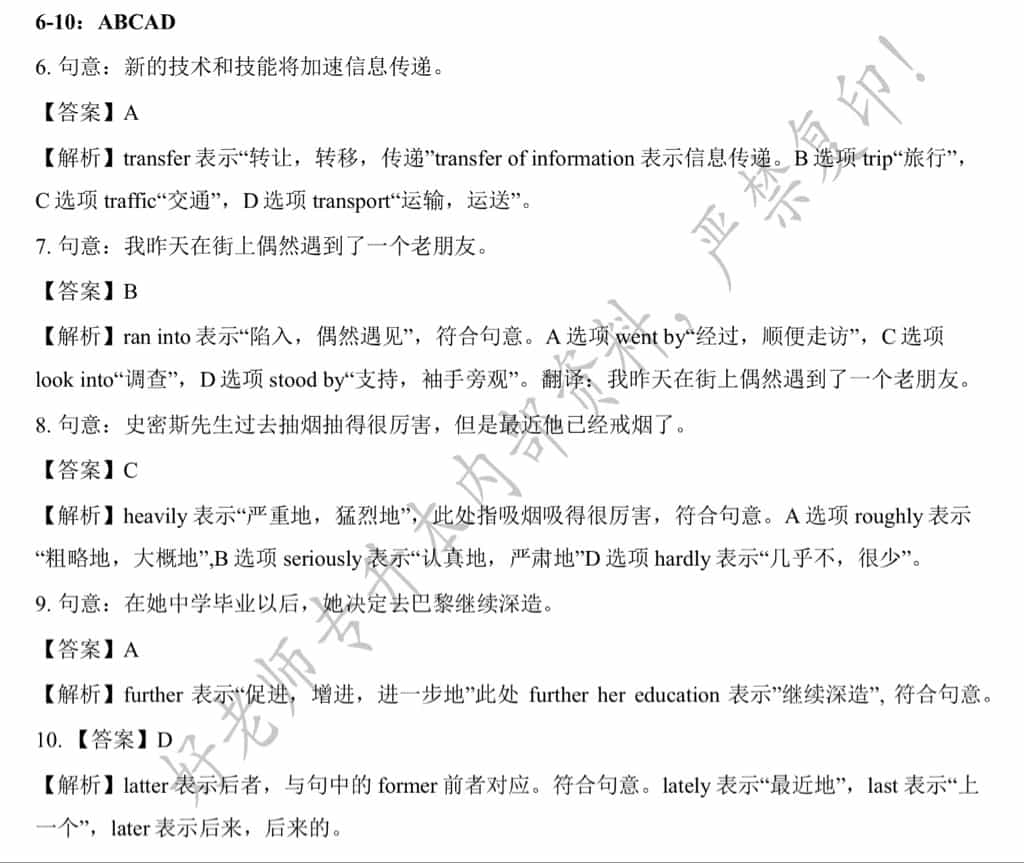 6-10：ABCAD
6. 句意：新的技术和技能将加速信息传递。
【答案】A
【解析】transfer 表示“转让，转移，传递”transfer of information 表示信息传递。B 选项 trip“旅行”，
C 选项 traffic“交通”，D 选项 transport“运输，运送”。
7. 句意：我昨天在街上偶然遇到了一个老朋友。
【答案】B
【解析】ran into 表示“陷入，偶然遇见”，符合句意。A 选项 went by“经过，顺便走访”，C 选项
look into“调查”，D 选项 stood by“支持，袖手旁观”。翻译：我昨天在街上偶然遇到了一个老朋友。
8. 句意：史密斯先生过去抽烟抽得很厉害，但是最近他已经戒烟了。
【答案】C
【解析】heavily 表示“严重地，猛烈地”，此处指吸烟吸得很厉害，符合句意。A 选项 roughly 表示
“粗略地，大概地”,B 选项 seriously 表示“认真地，严肃地”D 选项 hardly 表示“几乎不，很少”。
9. 句意：在她中学毕业以后，她决定去巴黎继续深造。
【答案】A
【解析】further 表示“促进，增进，进一步地”此处 further her education 表示”继续深造”, 符合句意。
10. 【答案】D
【解析】latter 表示后者，与句中的 former 前者对应。符合句意。lately 表示“最近地”，last 表示“上
一个”，later 表示后来，后来的。
好老师专升本内部资料，严禁复印！